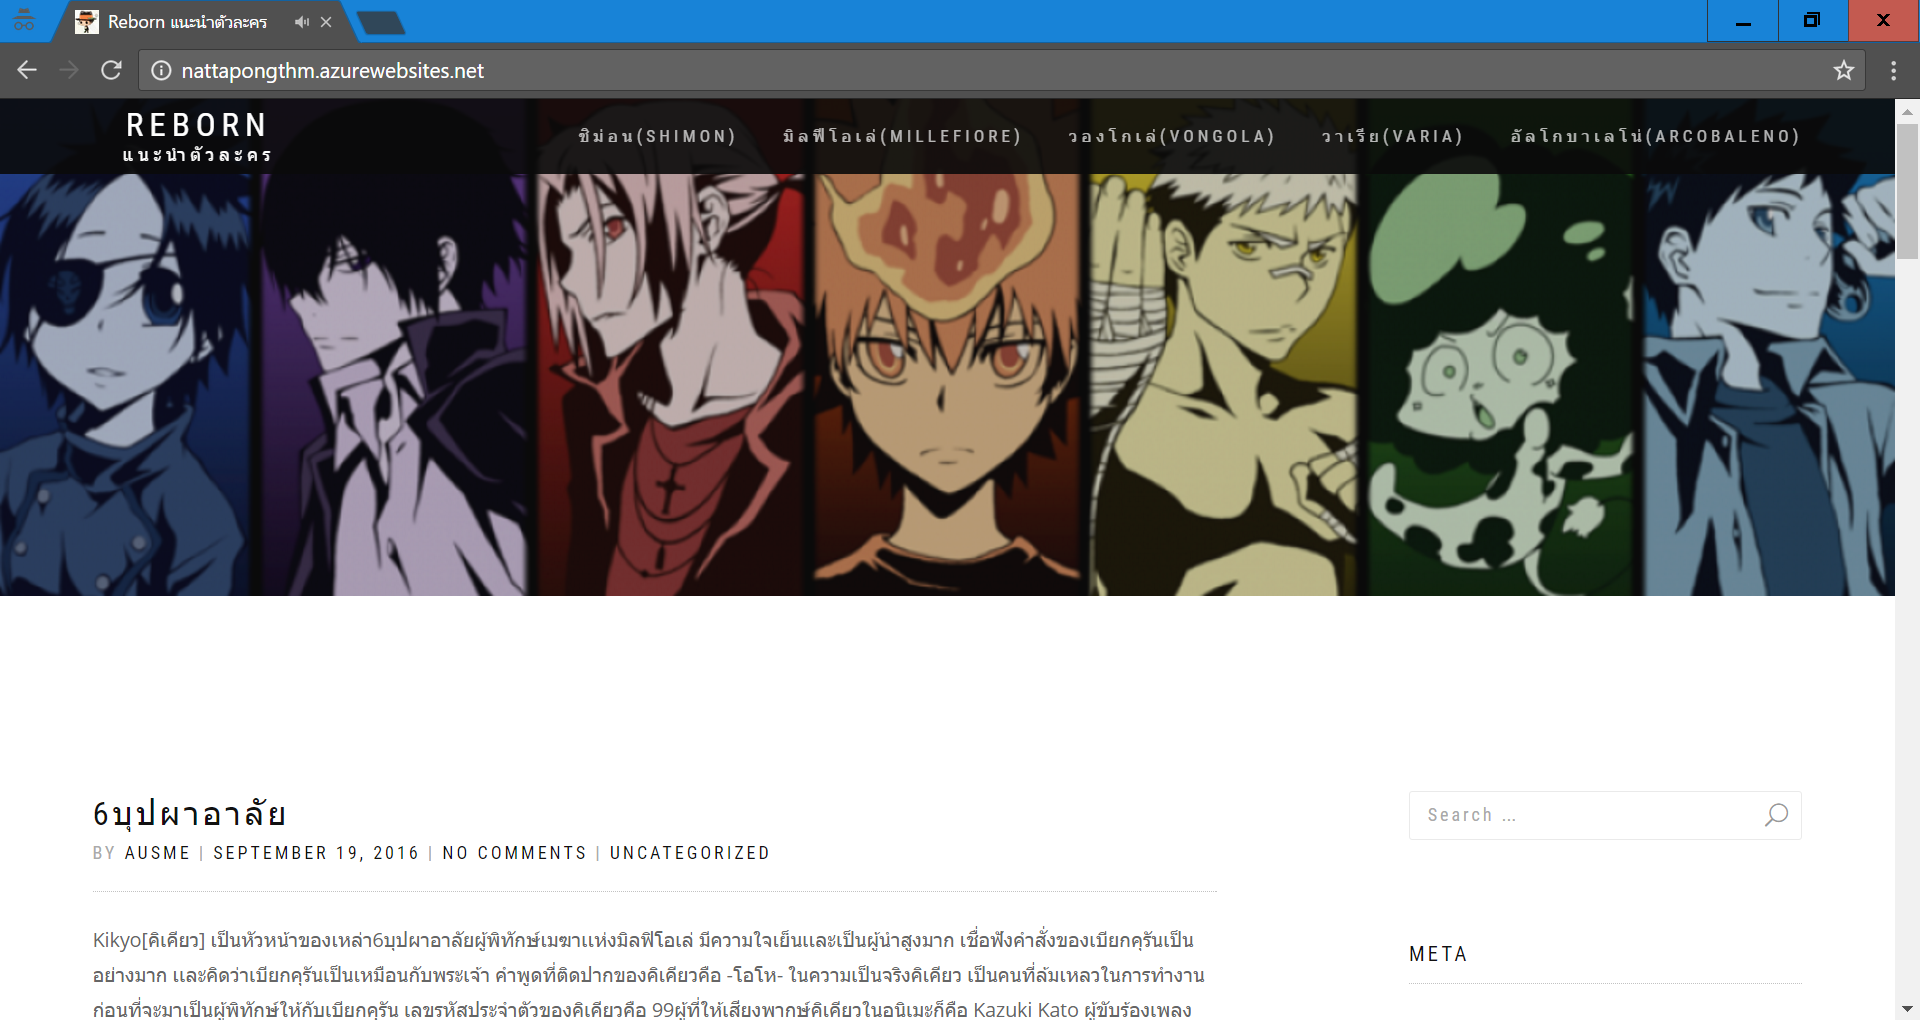 Reborn แนะนำตัวละคร
nattapongthm.azurewebsites.net
REBORN
แนะนำตัวละคร
ชิม่อน(SHIMON)
มิลฟีโอเล่(MILLEFIORE)
วองโกเล่(VONGOLA)
วาเรีย(VARIA)
อัลโกบาเลโน่(ARCOBALENO)
6บุปผาอาลัย
BY AUSME | SEPTEMBER 19, 2016 | NO COMMENTS | UNCATEGORIZED
Search ...
Kikyo[คิเคียว] เป็นหัวหน้าของเหล่า6บุปผาอาลัยผู้พิทักษ์เมฆาแห่งมิลฟิโอเล่ มีความใจเย็นและเป็นผู้นำสูงมาก เชื่อฟังคำสั่งของเบียกคุรันเป็น
อย่างมาก และคิดว่าเบียกคุรันเป็นเหมือนกับพระเจ้า คำพูดที่ติดปากของคิเคียวคือ -โอโห- ในความเป็นจริงคิเคียว เป็นคนที่ล้มเหลวในการทำงาน
ก่อนที่จะมาเป็นผู้พิทักษ์ให้กับเบียกคุรัน เลขรหัสประจำตัวของคิเคียวคือ 99ผู้ที่ให้เสียงพากษ์คิเคียวในอนิเมะก็คือ Kazuki Kato ผู้ขับร้องเพลง
META